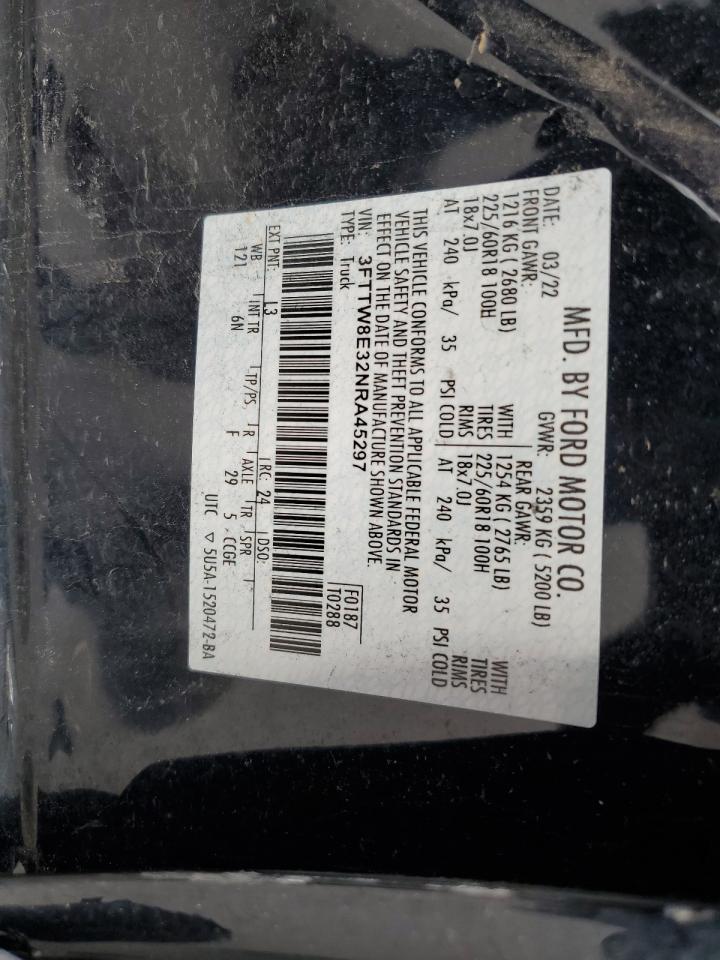 MFD. BY FORD MOTOR CO.
DATE: 03/22 GVWR: 2359 KG ( 5200 LB)
FRONT GAWR: REAR GAWR:
1216 KG ( 2680 LB) WITH 1254 KG ( 2765 LB) WITH
225/60R18 100H TIRES 225/60R18 100H TIRES
18x7.0J RIMS 18x7.0J RIMS
AT 240 kPa/ 35 PSI COLD AT 240 kPa/ 35 PSI COLD
THIS VEHICLE CONFORMS TO ALL APPLICABLE FEDERAL MOTOR
VEHICLE SAFETY AND THEFT PREVENTION STANDARDS IN
EFFECT ON THE DATE OF MANUFACTURE SHOWN ABOVE.
VIN: 3FTTW8E32NRA45297 F0187
TYPE: Truck T0288
EXT PNT: L3 RC: 24 DSO:
WB INT TR TP/PS R AXLE TR SPR
121 6N F 29 5 CCGE
UTC ▽ 5U5A-1520472-BA